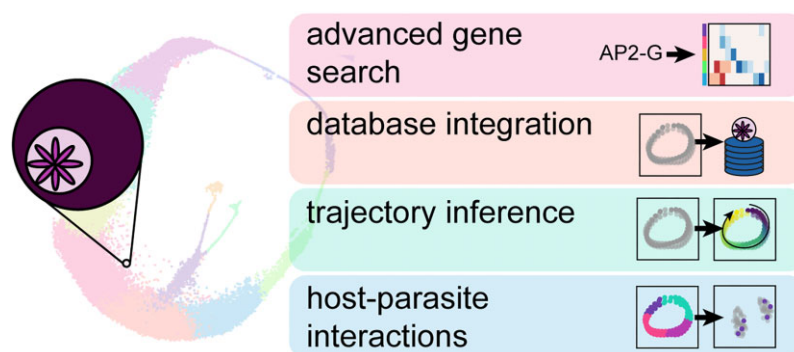 advanced gene
search
AP2-G
database integration
trajectory inference
host-parasite
interactions